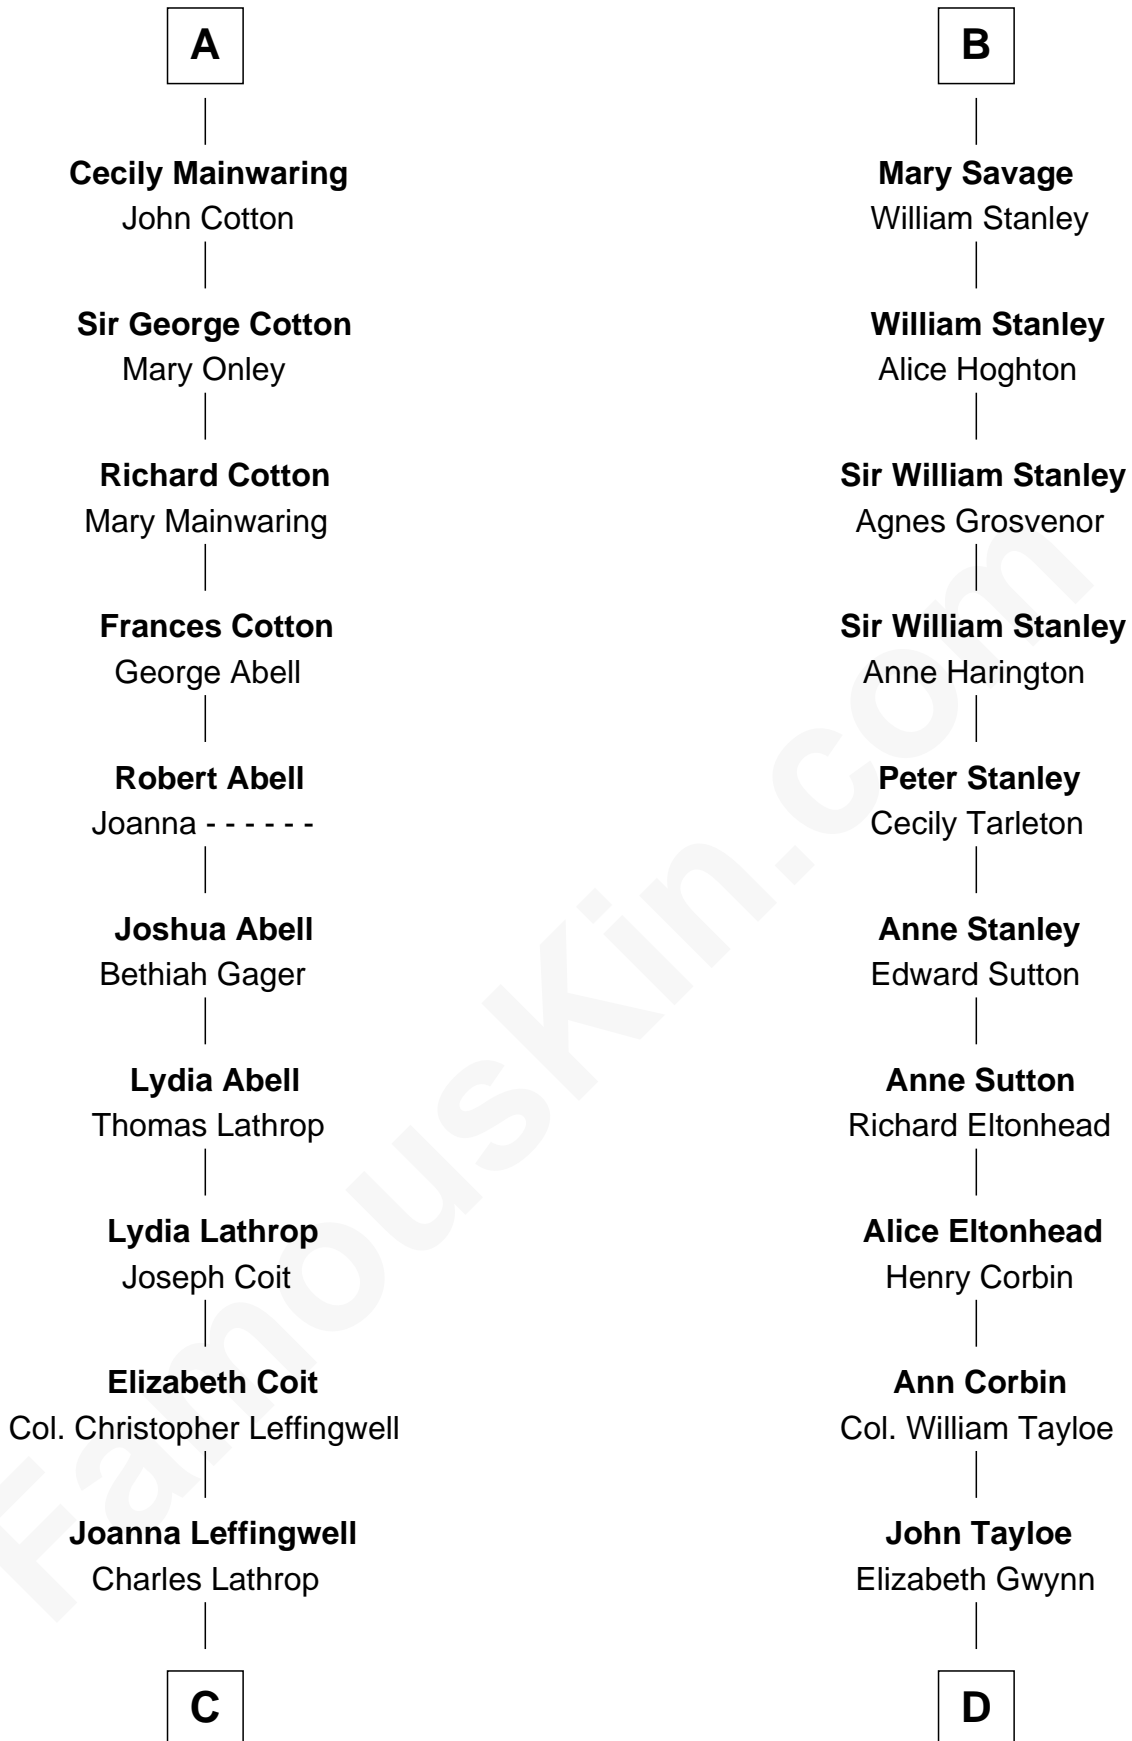 A
Cecily Mainwaring
John Cotton
Sir George Cotton
Mary Onley
Richard Cotton
Mary Mainwaring
Frances Cotton
George Abell
Robert Abell
Joanna - - - - - -
Joshua Abell
Bethiah Gager
Lydia Abell
Thomas Lathrop
Lydia Lathrop
Joseph Coit
Elizabeth Coit
Col. Christopher Leffingwell
Joanna Leffingwell
Charles Lathrop
C
B
Mary Savage
William Stanley
William Stanley
Alice Hoghton
Sir William Stanley
Agnes Grosvenor
Sir William Stanley
Anne Harington
Peter Stanley
Cecily Tarleton
Anne Stanley
Edward Sutton
Anne Sutton
Richard Eltonhead
Alice Eltonhead
Henry Corbin
Ann Corbin
Col. William Tayloe
John Tayloe
Elizabeth Gwynn
D
FamousKin.com